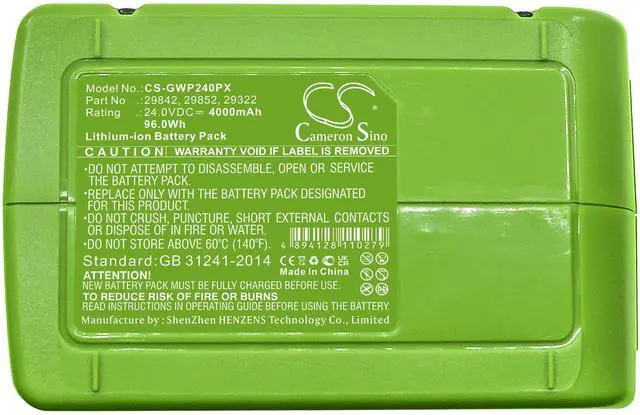 Model No.:CS-GWP240PX
Part No :29842, 29852, 29322
Rating :24.0VDC⎓ 4000mAh
96.0Wh
Lithium-ion Battery Pack
CS
Cameron Sino
CAUTION: WARRANTY VOID IF LABEL IS REMOVED
•DO NOT ATTEMPT TO DISASSEMBLE, OPEN OR SERVICE
THE BATTERY PACK.
•REPLACE ONLY WITH THE BATTERY PACK DESIGNATED
FOR THIS PRODUCT.
•DO NOT CRUSH, PUNCTURE, SHORT EXTERNAL CONTACTS
OR DISPOSE OF IN FIRE OR WATER.
•DO NOT STORE ABOVE 60℃ (140℉).
4 894128 110279
Standard:GB 31241-2014
Made In China
ATTENTION!
NEW BATTERY PACK MUST BE FULLY CHARGED BEFORE USE.
TO REDUCE RISK OF FIRE OR BURNS
READ INSTRUCTIONS IN OPERATING GUIDE BEFORE USING THE BATTERY.
Manufacture by : ShenZhen HENZENS Technology Co., Limited